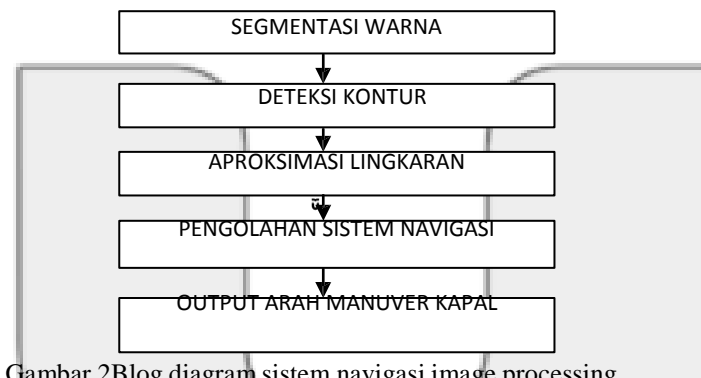 SEGMENTASI WARNA
DETEKSI KONTUR
APROKSIMASI LINGKARAN
PENGOLAHAN SISTEM NAVIGASI
OUTPUT ARAH MANUVER KAPAL
Gambar 2Blog diagram sistem navigasi image processing